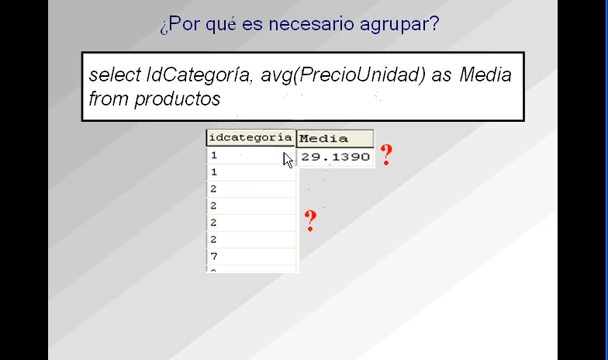 ¿Por qué es necesario agrupar?
select IdCategoría, avg(PrecioUnidad) as Media
from productos
idcategoría Media
1 29.1390 ?
1
2
2
2 ?
2
7